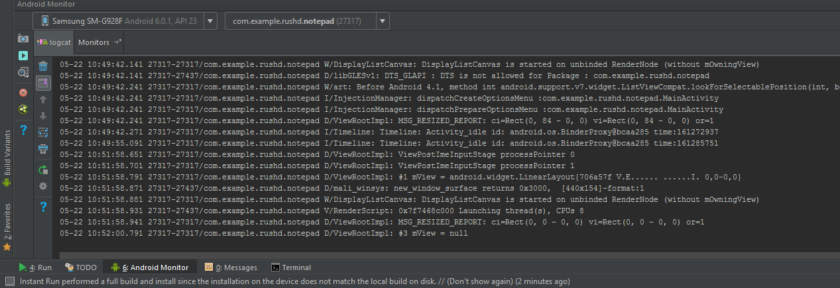 Android Monitor
Samsung SM-G928F Android 6.0.1, API 23
com.example.rushd.notepad (27317)
logcat
Monitors
05-22 10:49:42.141 27317-27317/com.example.rushd.notepad W/DisplayListCanvas: DisplayListCanvas is started on unbinded RenderNode (without mOwningView)
05-22 10:49:42.141 27317-27437/com.example.rushd.notepad D/libGLESv1: DTS_GLAPI : DTS is not allowed for Package : com.example.rushd.notepad
05-22 10:49:42.241 27317-27317/com.example.rushd.notepad W/art: Before Android 4.1, method int android.support.v7.widget.ListViewCompat.lookForSelectablePosition(int, b
05-22 10:49:42.241 27317-27317/com.example.rushd.notepad I/InjectionManager: dispatchCreateOptionsMenu :com.example.rushd.notepad.MainActivity
05-22 10:49:42.241 27317-27317/com.example.rushd.notepad I/InjectionManager: dispatchPrepareOptionsMenu :com.example.rushd.notepad.MainActivity
05-22 10:49:42.241 27317-27317/com.example.rushd.notepad D/ViewRootImpl: MSG_RESIZED_REPORT: ci=Rect(0, 84 - 0, 0) vi=Rect(0, 84 - 0, 0) or=1
05-22 10:49:42.271 27317-27317/com.example.rushd.notepad I/Timeline: Timeline: Activity_idle id: android.os.BinderProxy@bcaa285 time:161272937
05-22 10:49:55.091 27317-27317/com.example.rushd.notepad I/Timeline: Timeline: Activity_idle id: android.os.BinderProxy@bcaa285 time:161285751
05-22 10:51:58.651 27317-27317/com.example.rushd.notepad D/ViewRootImpl: ViewPostImeInputStage processPointer 0
05-22 10:51:58.701 27317-27317/com.example.rushd.notepad D/ViewRootImpl: ViewPostImeInputStage processPointer 1
05-22 10:51:58.791 27317-27317/com.example.rushd.notepad D/ViewRootImpl: #1 mView = android.widget.LinearLayout{706a57f V.E...... ......I. 0,0-0,0}
05-22 10:51:58.871 27317-27437/com.example.rushd.notepad D/mali_winsys: new_window_surface returns 0x3000, [440x154]-format:1
05-22 10:51:58.881 27317-27317/com.example.rushd.notepad W/DisplayListCanvas: DisplayListCanvas is started on unbinded RenderNode (without mOwningView)
05-22 10:51:58.931 27317-27437/com.example.rushd.notepad V/RenderScript: 0x7f7468c000 Launching thread(s), CPUs 8
05-22 10:51:58.941 27317-27317/com.example.rushd.notepad D/ViewRootImpl: MSG_RESIZED_REPORT: ci=Rect(0, 0 - 0, 0) vi=Rect(0, 0 - 0, 0) or=1
05-22 10:52:00.791 27317-27317/com.example.rushd.notepad D/ViewRootImpl: #3 mView = null
Build Variants
2: Favorites
4: Run
TODO
6: Android Monitor
0: Messages
Terminal
Instant Run performed a full build and install since the installation on the device does not match the local build on disk. // (Don't show again) (2 minutes ago)